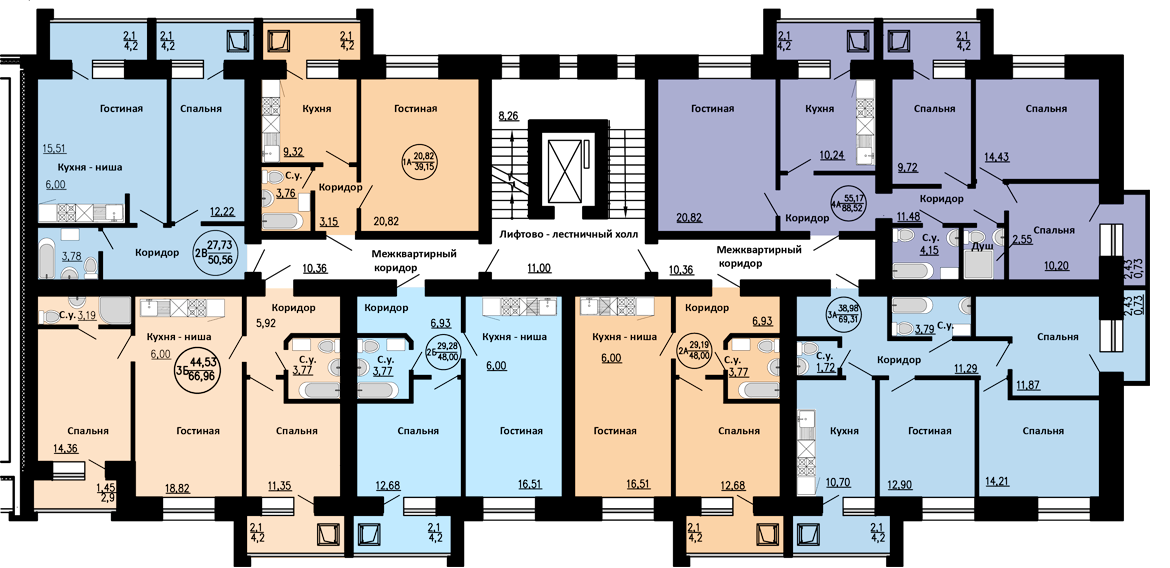 2,1
4,2
2,1
4,2
2,1
4,2
2,1
4,2
2,1
4,2
Гостиная
Спальня
15,51
Кухня - ниша
6,00
12,22
3,78
Коридор
2В
27,73
50,56
Кухня
9,32
Гостиная
1А
20,82
39,15
С.у.
3,76
Коридор
3,15
20,82
8,26
Лифтово - лестничный холл
11,00
Межквартирный
коридор
10,36
Межквартирный
коридор
10,36
Гостиная
20,82
Кухня
10,24
4А
55,17
88,52
Коридор
Спальня
9,72
Спальня
14,43
Коридор
11,48
С.у.
4,15
Душ
2,55
Спальня
10,20
2,43
0,73
2,43
0,73
С.у.
3,19
Кухня - ниша
6,00
3Б
44,53
66,96
Коридор
5,92
С.у.
3,77
Спальня
14,36
Гостиная
18,82
Спальня
11,35
1,45
2,9
2,1
4,2
Коридор
6,93
С.у.
3,77
2Б
29,28
48,00
Кухня - ниша
6,00
Спальня
12,68
Гостиная
16,51
2,1
4,2
Кухня - ниша
6,00
Коридор
6,93
2А
29,19
48,00
С.у.
3,77
Гостиная
16,51
Спальня
12,68
2,1
4,2
3А
38,98
69,31
С.у.
1,72
3,79
С.у.
Коридор
11,29
Спальня
11,87
Кухня
10,70
Гостиная
12,90
Спальня
14,21
2,1
4,2